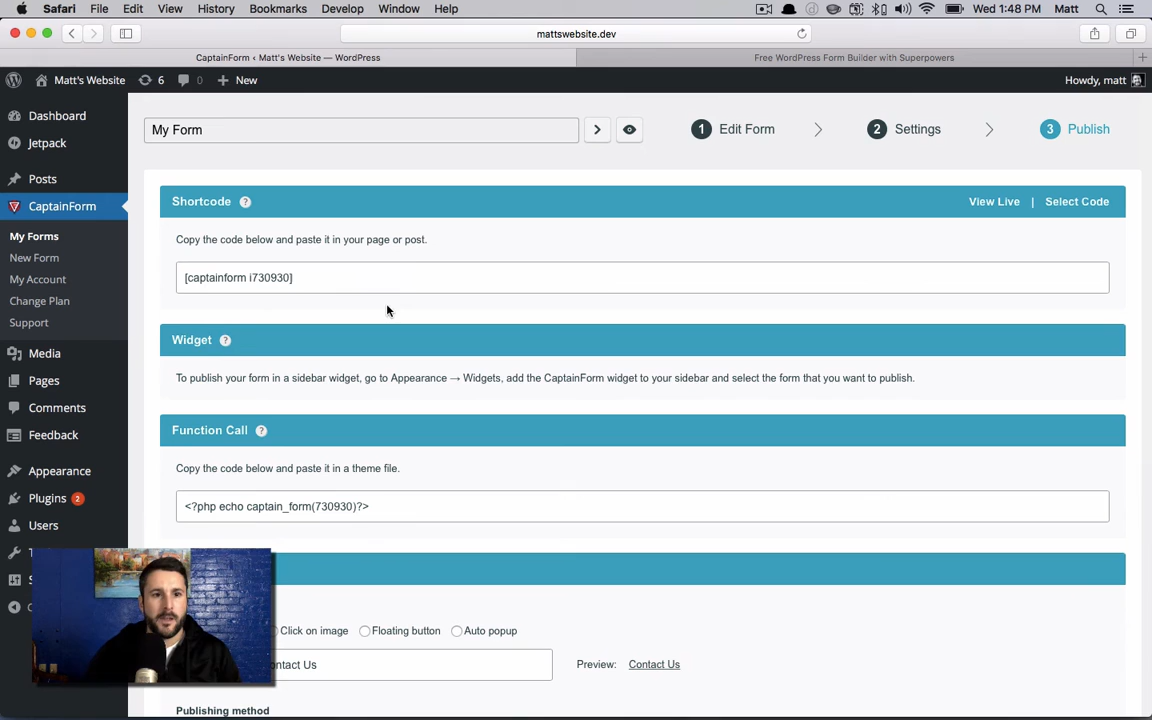 Safari File Edit View History Bookmarks Develop Window Help Wed 1:48 PM Matt
mattswebsite.dev
CaptainForm ‹ Matt's Website — WordPress
Free WordPress Form Builder with Superpowers
Matt's Website 6 0 New Howdy, matt
Dashboard
Jetpack
Posts
CaptainForm
My Forms
New Form
My Account
Change Plan
Support
Media
Pages
Comments
Feedback
Appearance
Plugins 2
Users
My Form
1 Edit Form 2 Settings 3 Publish
Shortcode ? View Live | Select Code
Copy the code below and paste it in your page or post.
[captainform i730930]
Widget ?
To publish your form in a sidebar widget, go to Appearance → Widgets, add the CaptainForm widget to your sidebar and select the form that you want to publish.
Function Call ?
Copy the code below and paste it in a theme file.
<?php echo captain_form(730930)?>
Click on image Floating button Auto popup
ontact Us Preview: Contact Us
Publishing method